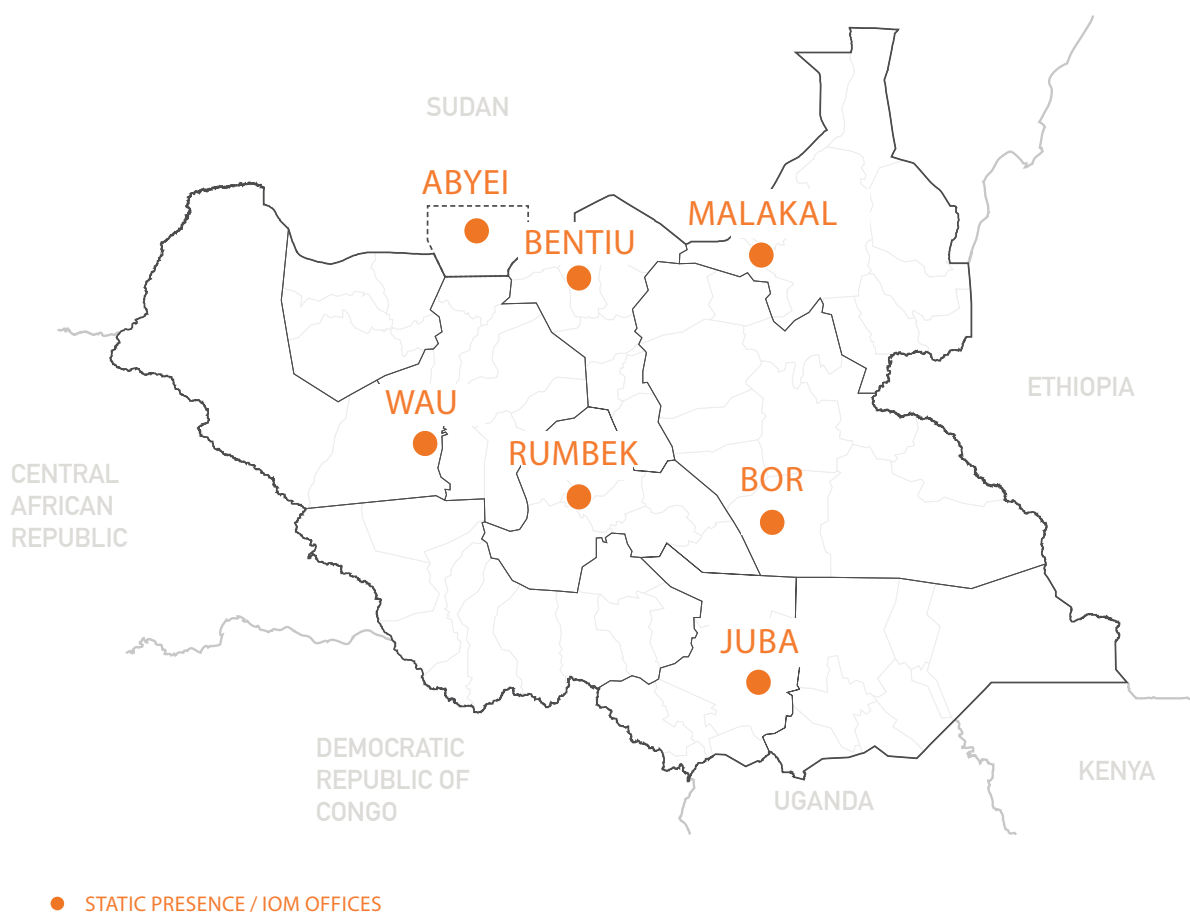 SUDAN
ABYEI
MALAKAL
BENTIU
ETHIOPIA
WAU
RUMBEK
CENTRAL
AFRICAN
REPUBLIC
BOR
JUBA
DEMOCRATIC
REPUBLIC OF
CONGO
KENYA
UGANDA
STATIC PRESENCE / IOM OFFICES